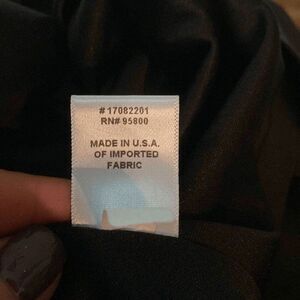 # 17082201
RN# 95800
MADE IN U.S.A.
OF IMPORTED
FABRIC